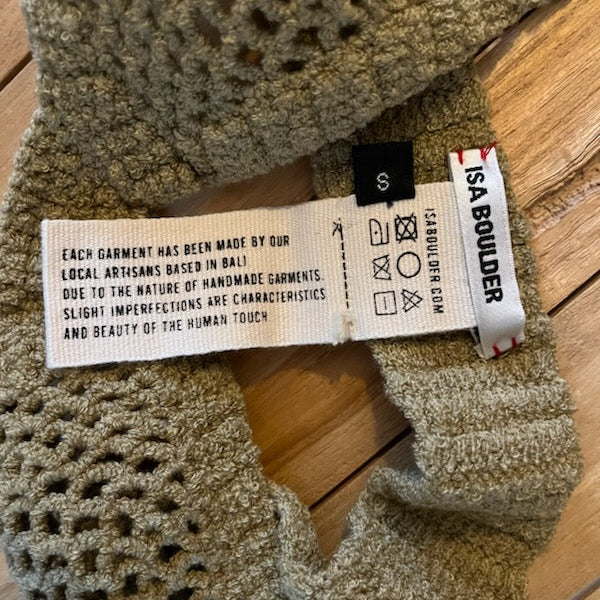 S
ISA BOULDER
ISABOULDER.COM
EACH GARMENT HAS BEEN MADE BY OUR
LOCAL ARTISANS BASED IN BALI
DUE TO THE NATURE OF HANDMADE GARMENTS.
SLIGHT IMPERFECTIONS ARE CHARACTERISTICS
AND BEAUTY OF THE HUMAN TOUCH